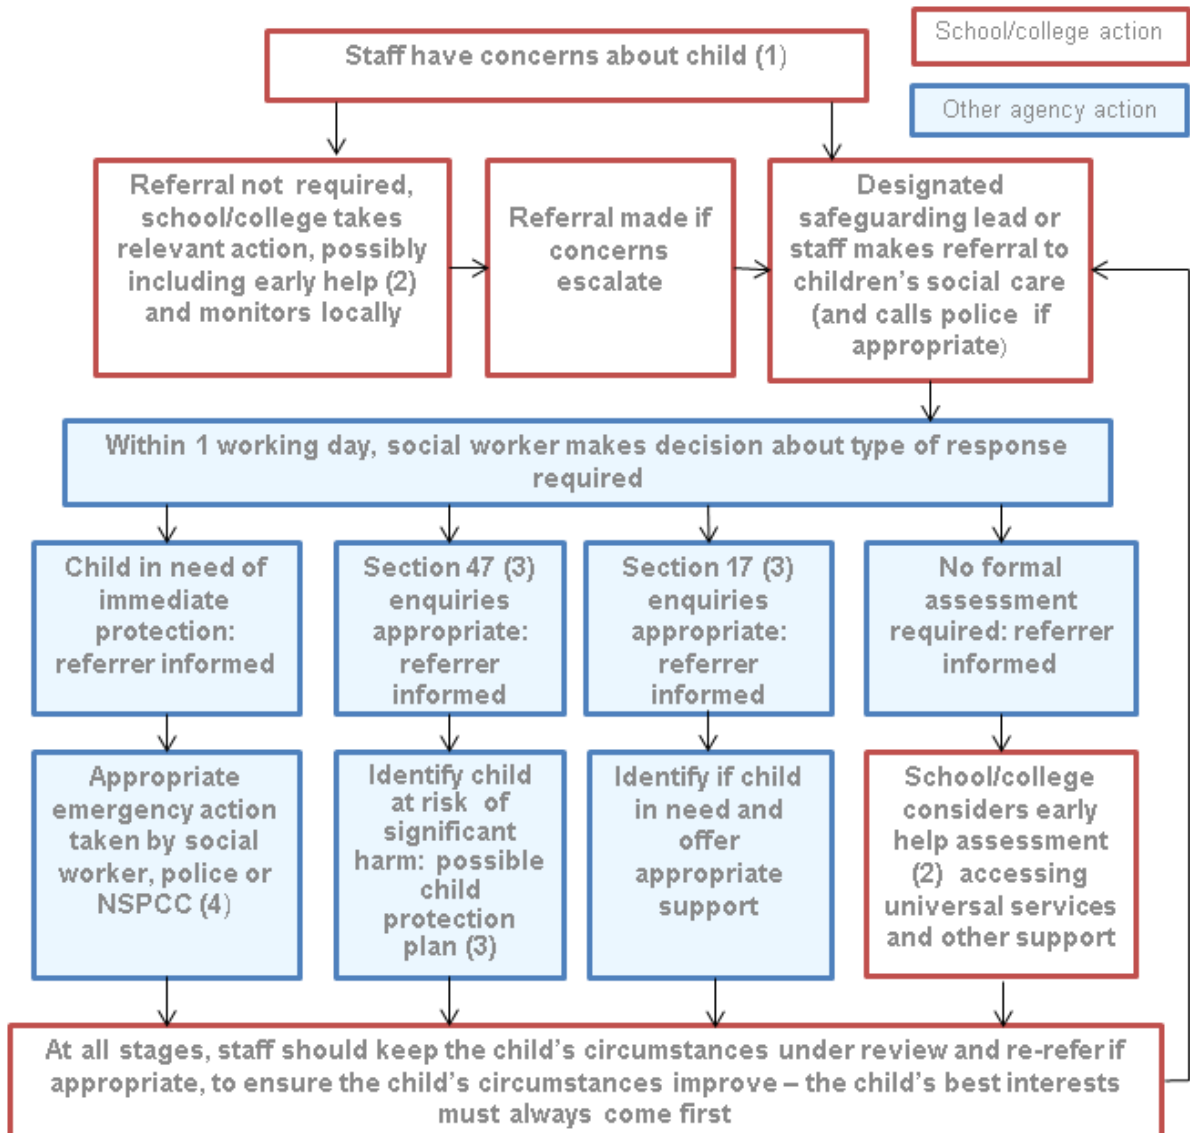 School/college action
Staff have concerns about child (1)
Other agency action
Referral not required,
school/college takes
relevant action, possibly
including early help (2)
and monitors locally
Referral made if
concerns
escalate
Designated
safeguarding lead or
staff makes referral to
children's social care
(and calls police if
appropriate)
Within 1 working day, social worker makes decision about type of response
required
Child in need of
immediate
protection:
referrer informed
Section 47 (3)
enquiries
appropriate:
referrer
informed
Section 17 (3)
enquiries
appropriate:
referrer
informed
No formal
assessment
required: referrer
informed
Appropriate
emergency action
taken by social
worker, police or
NSPCC (4)
Identify child
at risk of
significant
harm: possible
child
protection
plan (3)
Identify if child
in need and
offer
appropriate
support
School/college
considers early
help assessment
(2) accessing
universal services
and other support
At all stages, staff should keep the child's circumstances under review and re-refer if
appropriate, to ensure the child's circumstances improve – the child's best interests
must always come first